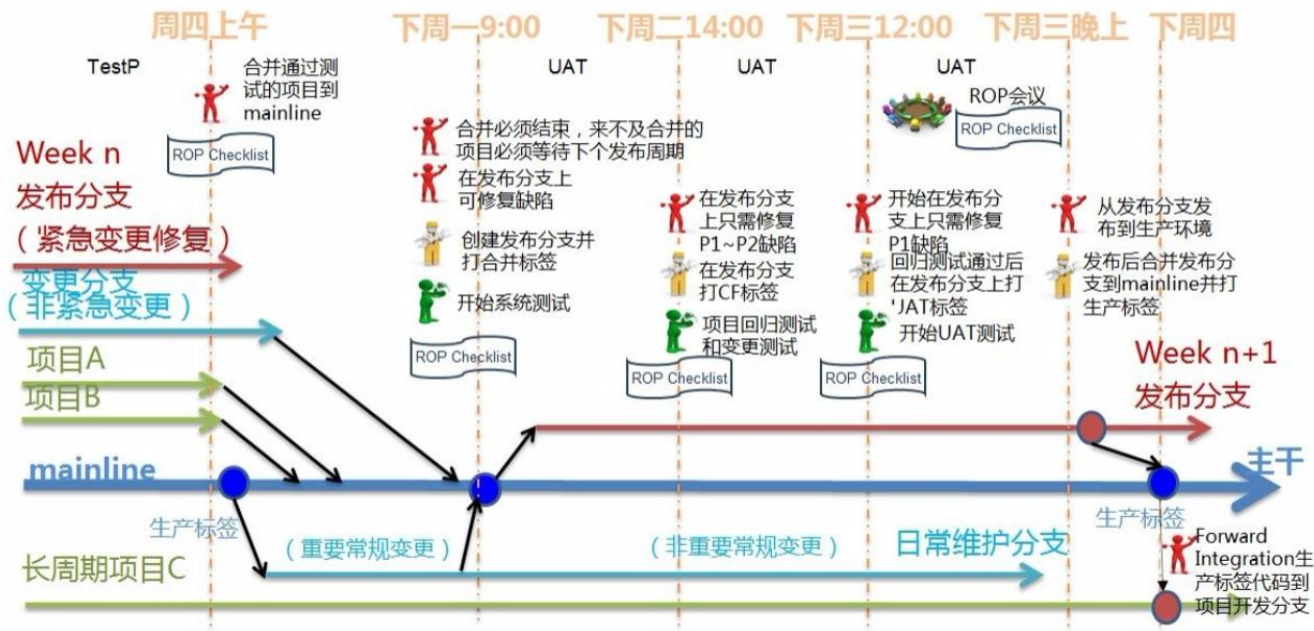 周四上午
下周一9:00
下周二14:00
下周三12:00
下周三晚上
下周四
TestP
UAT
UAT
UAT
合并通过测
试的项目到
mainline
ROP Checklist
合并必须结束，来不及合并的
项目必须等待下个发布周期
在发布分支上
可修复缺陷
创建发布分支并
打合并标签
开始系统测试
ROP Checklist
在发布分支
上只需修复
P1~P2缺陷
在发布分支
打CF标签
项目回归测试
和变更测试
ROP Checklist
ROP会议
ROP Checklist
开始在发布分
支上只需修复
P1缺陷
回归测试通过后
在发布分支上打
'JAT标签
开始UAT测试
ROP Checklist
从发布分支发
布到生产环境
发布后合并发布分
支到mainline并打
生产标签
Week n
发布分支
（紧急变更修复）
变更分支
（非紧急变更）
项目A
项目B
mainline
生产标签
（重要常规变更）
（非重要常规变更）
日常维护分支
长周期项目C
Week n+1
发布分支
主干
生产标签
Forward
Integration生
产标签代码到
项目开发分支